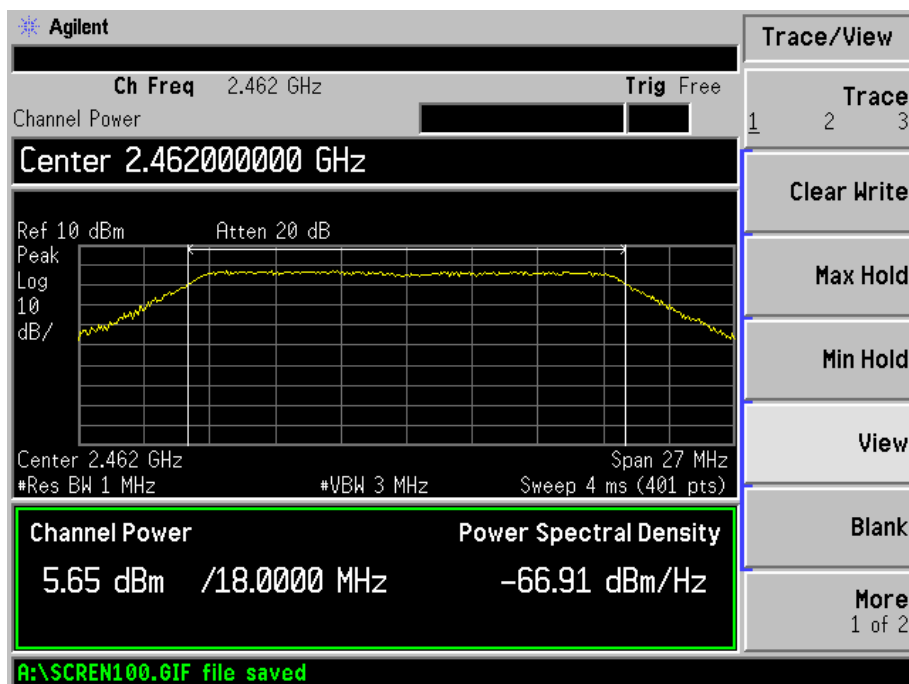 Agilent
Trace/View
Ch Freq 2.462 GHz Trig Free
Channel Power
Trace
1 2 3
Center 2.462000000 GHz
Clear Write
Ref 10 dBm Atten 20 dB
Peak
Log
10
dB/
Max Hold
Min Hold
View
Center 2.462 GHz Span 27 MHz
#Res BW 1 MHz #VBW 3 MHz Sweep 4 ms (401 pts)
Channel Power Power Spectral Density
Blank
5.65 dBm /18.0000 MHz -66.91 dBm/Hz
More
1 of 2
A:\SCREN100.GIF file saved